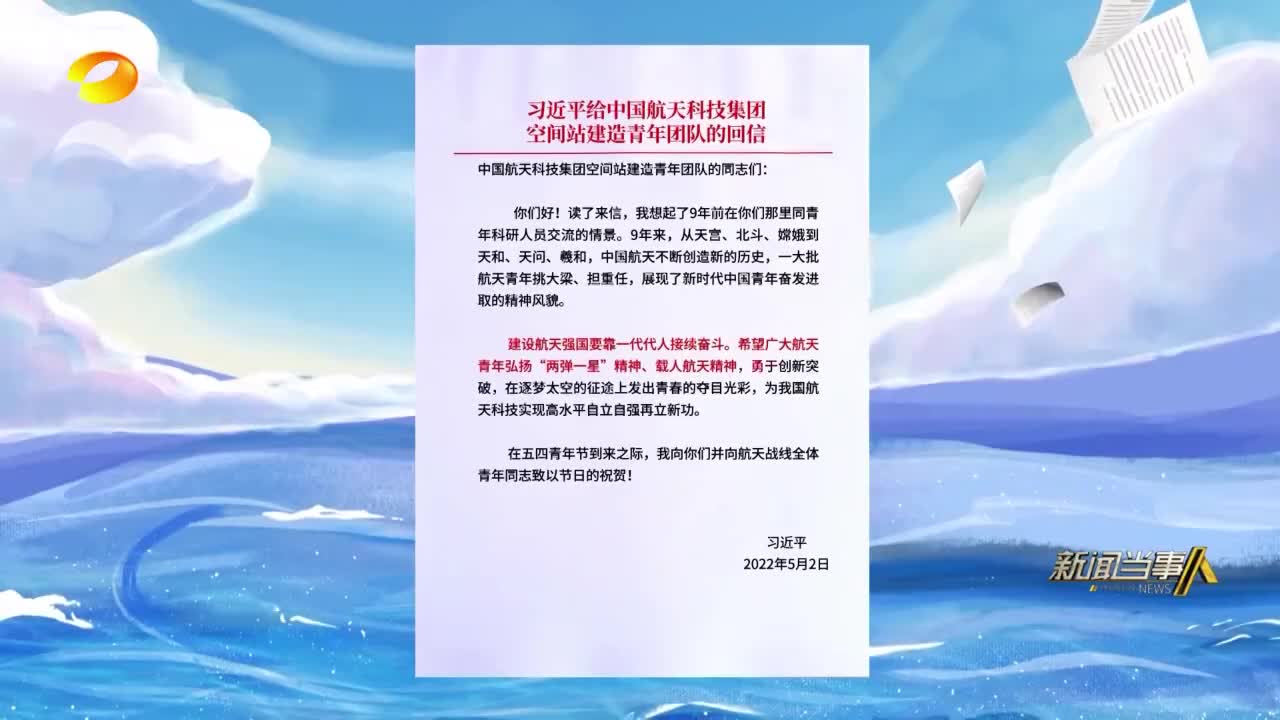 习近平给中国航天科技集团
空间站建造青年团队的回信
中国航天科技集团空间站建造青年团队的同志们：
你们好！读了来信，我想起了9年前在你们那里同青
年科研人员交流的情景。9年来，从天宫、北斗、嫦娥到
天和、天问、羲和，中国航天不断创造新的历史，一大批
航天青年挑大梁、担重任，展现了新时代中国青年奋发进
取的精神风貌。
建设航天强国要靠一代代人接续奋斗。希望广大航天
青年弘扬“两弹一星”精神、载人航天精神，勇于创新突
破，在逐梦太空的征途上发出青春的夺目光彩，为我国航
天科技实现高水平自立自强再立新功。
在五四青年节到来之际，我向你们并向航天战线全体
青年同志致以节日的祝贺！
习近平
2022年5月2日
新闻当事人
NEWS